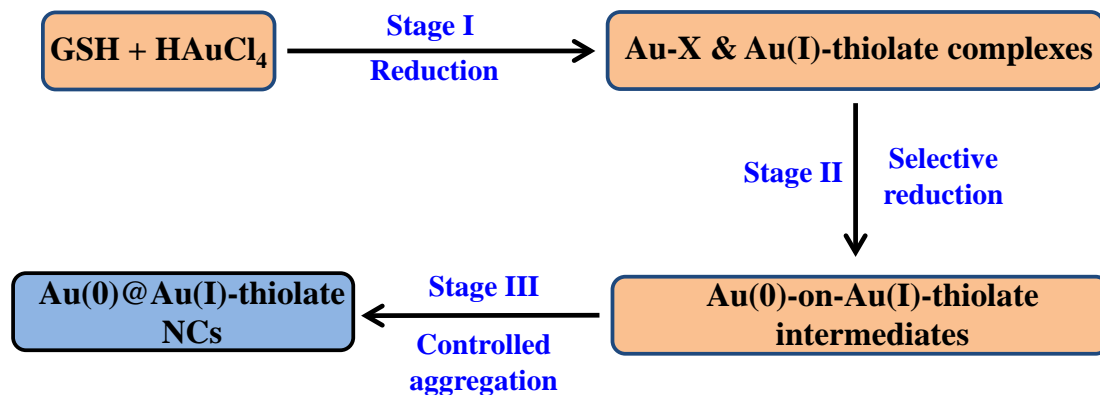 GSH + HAuCl4
Stage I
Reduction
Au-X & Au(I)-thiolate complexes
Stage II
Selective
reduction
Au(0)-on-Au(I)-thiolate
intermediates
Stage III
Controlled
aggregation
Au(0)@Au(I)-thiolate
NCs